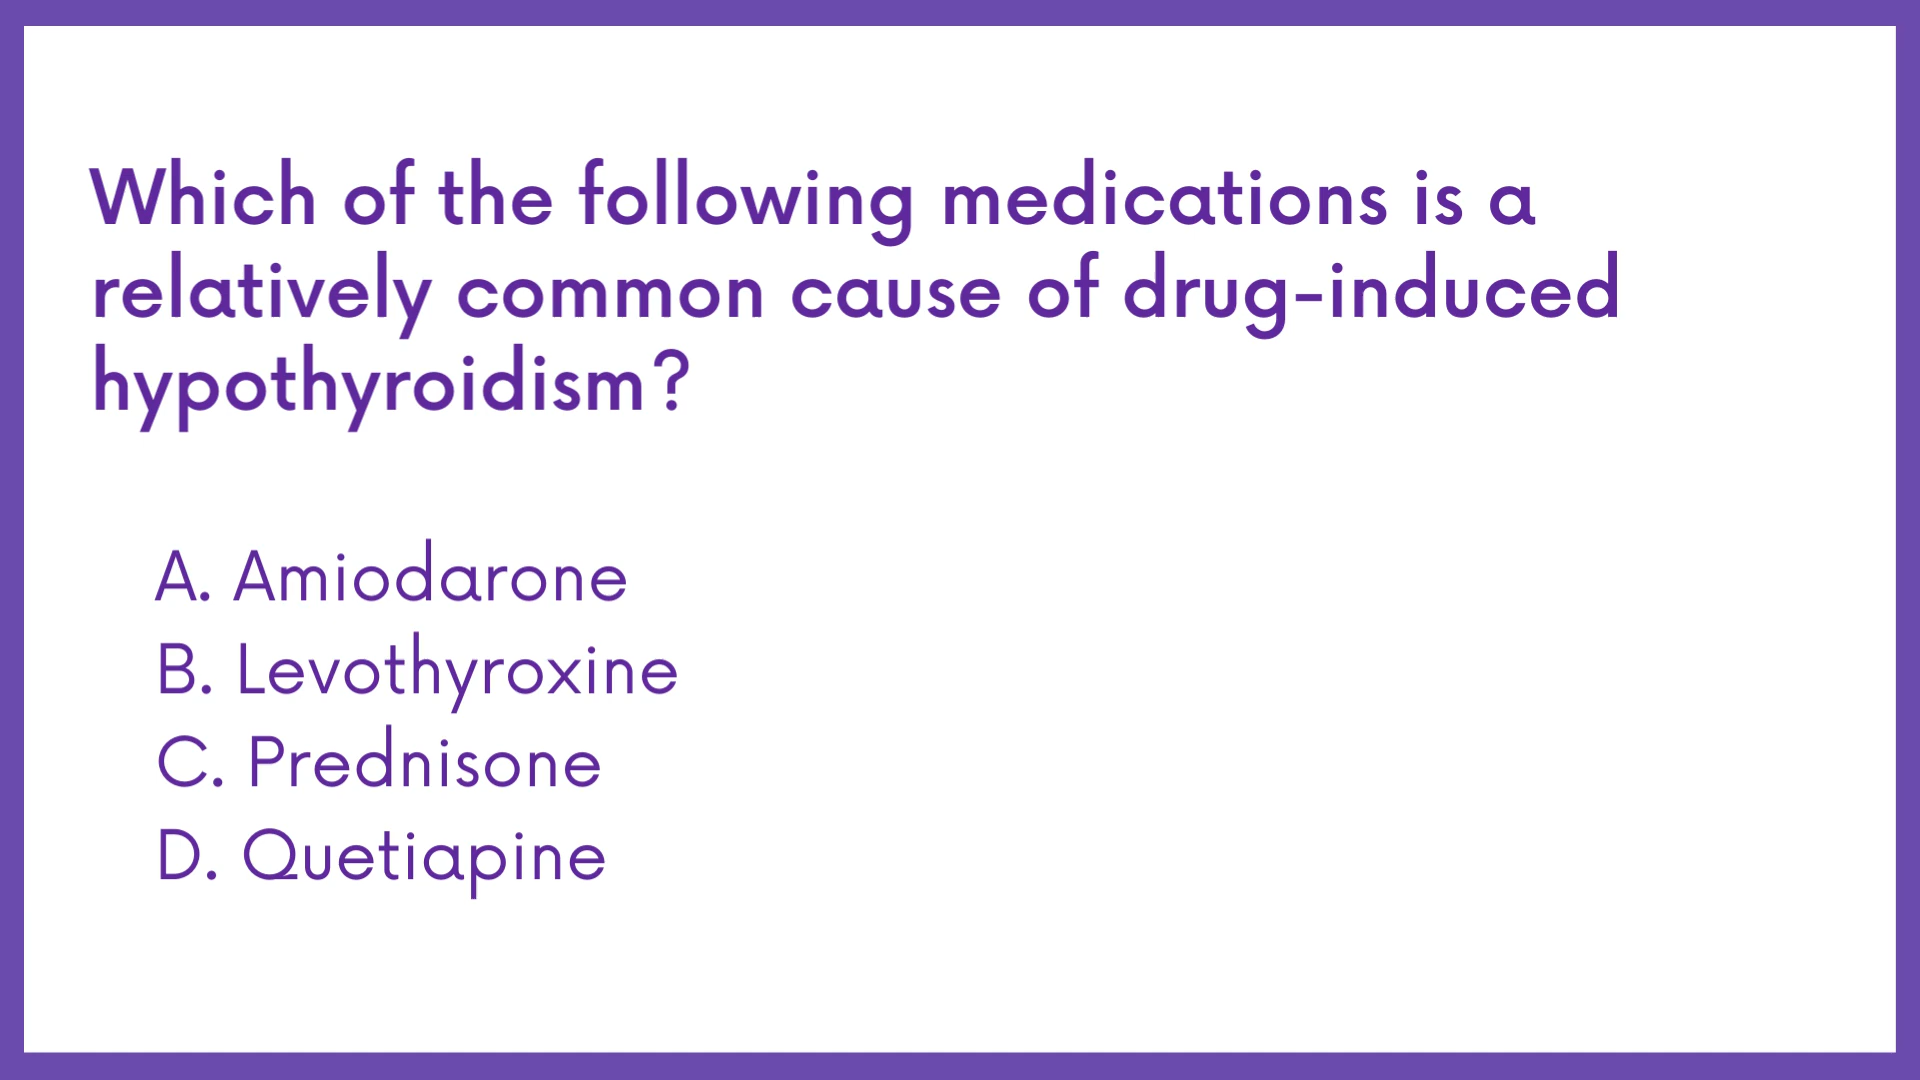 Which of the following medications is a
relatively common cause of drug-induced
hypothyroidism?
A. Amiodarone
B. Levothyroxine
C. Prednisone
D. Quetiapine